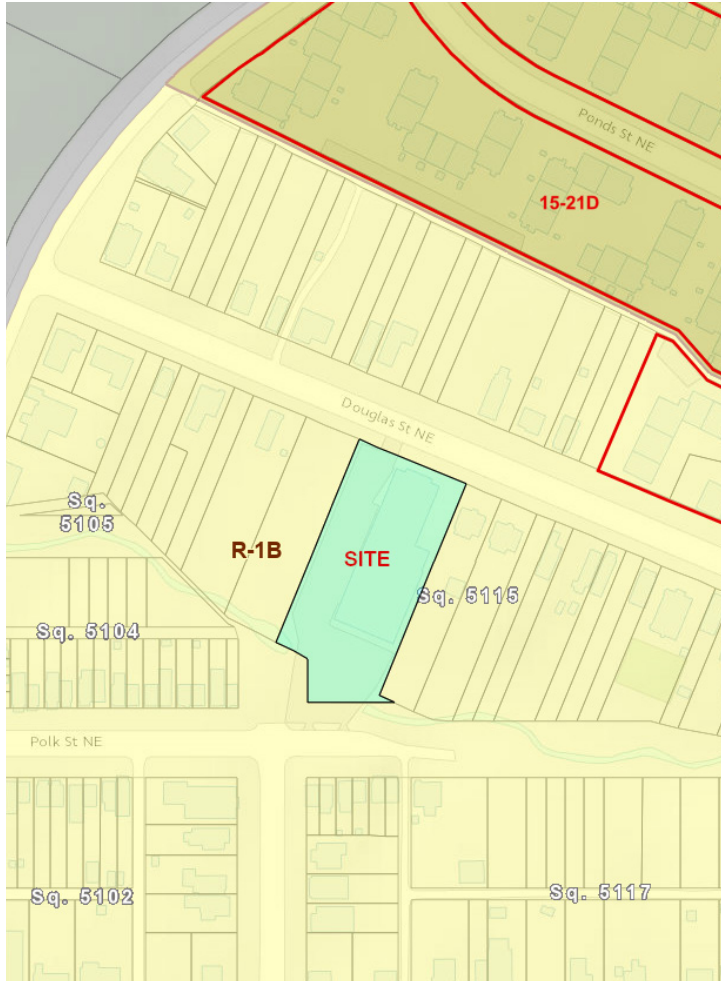 Ponds St NE
15-21D
Douglas St NE
Sq.
5105
R-1B
SITE
Sq. 5115
Sq. 5104
Polk St NE
Sq. 5102
Sq. 5117